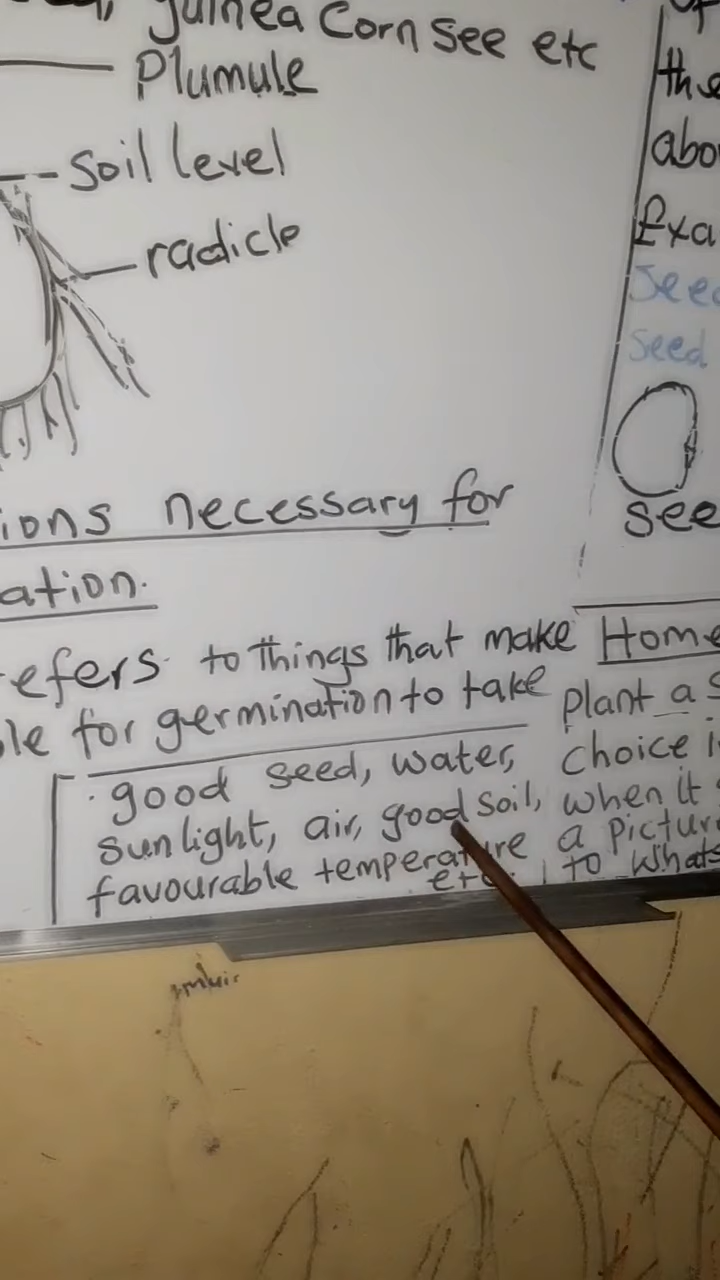 guinea Corn see etc
Plumule
soil level
radicle
ions necessary for
ation.
efers to things that make
le for germination to take
good seed, water,
sunlight, air, good soil,
favourable temperature
etc.
the
abo
Exa
Seed
Seed
see
Home
plant a s
choice i
when it
a pictur
to whats